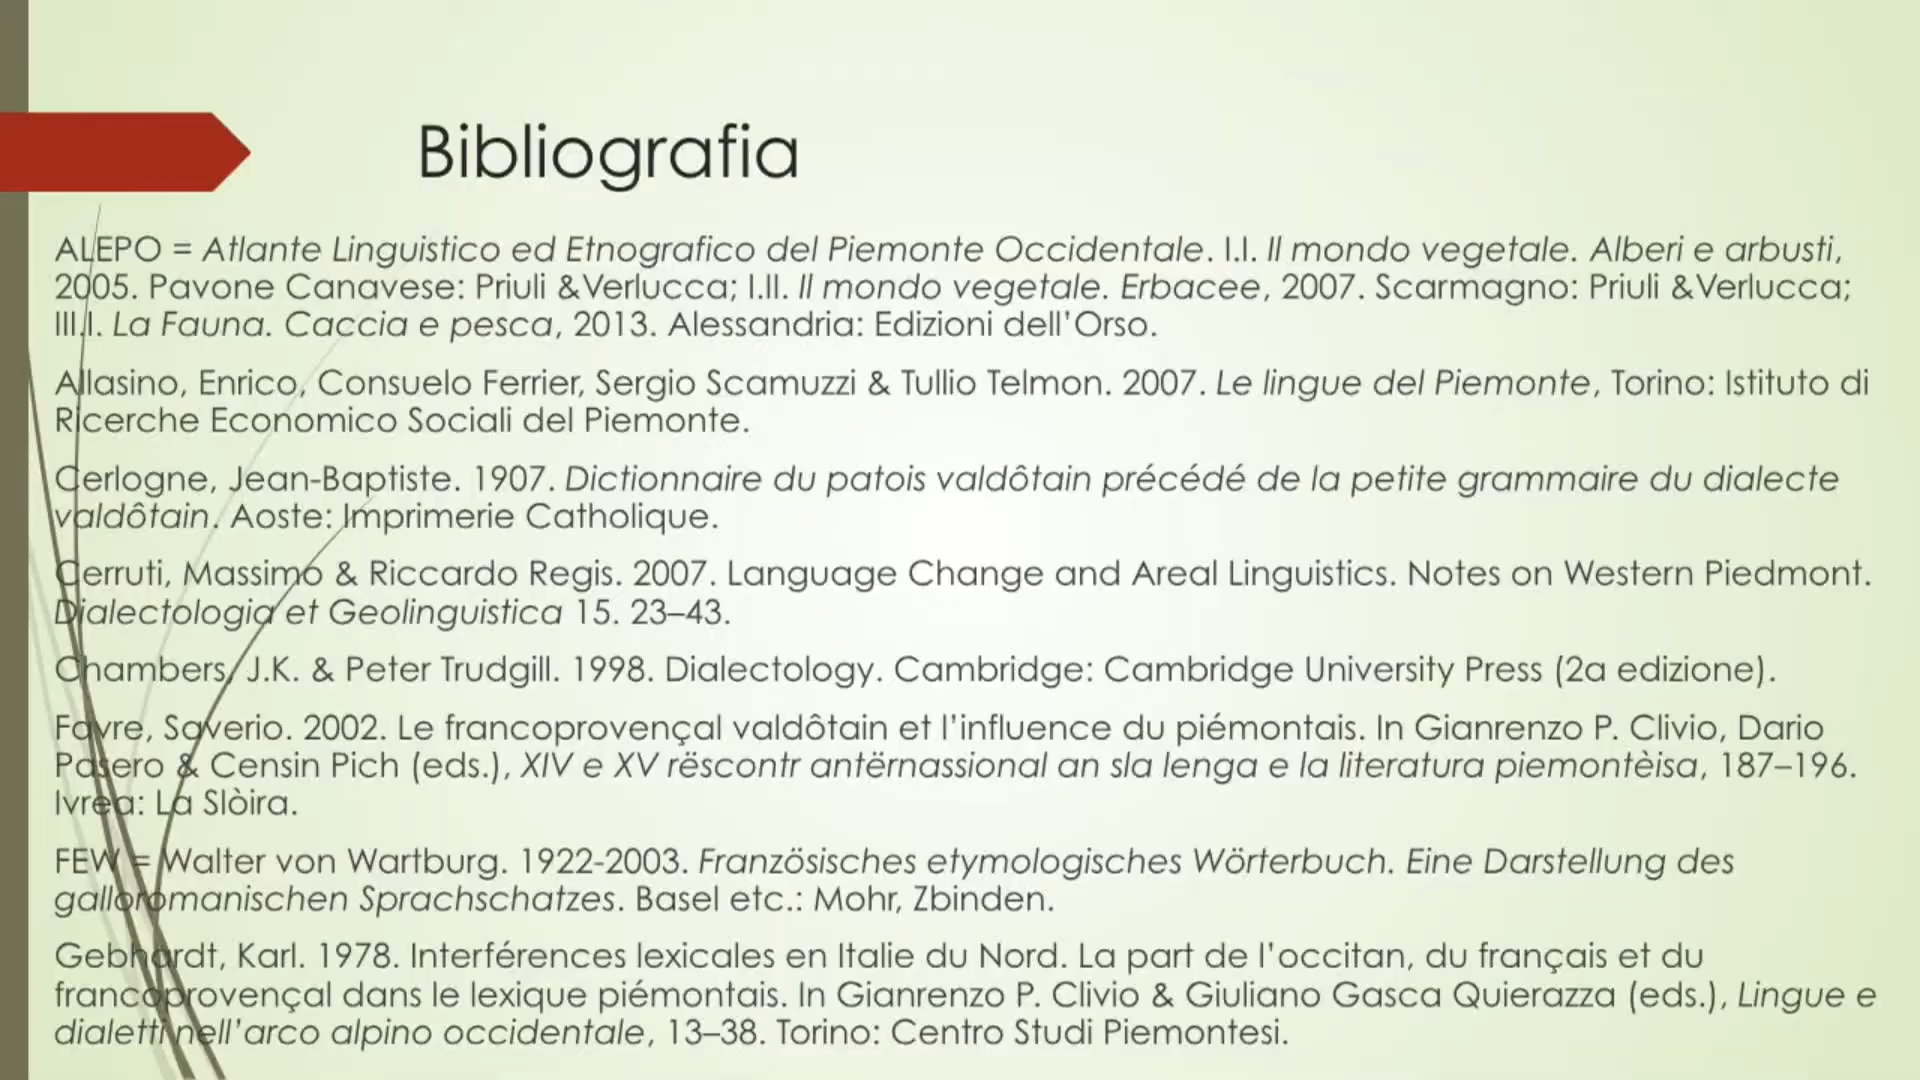 Bibliografia
ALEPO = Atlante Linguistico ed Etnografico del Piemonte Occidentale. I.I. Il mondo vegetale. Alberi e arbusti,
2005. Pavone Canavese: Priuli &Verlucca; I.II. Il mondo vegetale. Erbacee, 2007. Scarmagno: Priuli &Verlucca;
III.I. La Fauna. Caccia e pesca, 2013. Alessandria: Edizioni dell'Orso.
Allasino, Enrico, Consuelo Ferrier, Sergio Scamuzzi & Tullio Telmon. 2007. Le lingue del Piemonte, Torino: Istituto di
Ricerche Economico Sociali del Piemonte.
Cerlogne, Jean-Baptiste. 1907. Dictionnaire du patois valdôtain précédé de la petite grammaire du dialecte
valdôtain. Aoste: Imprimerie Catholique.
Cerruti, Massimo & Riccardo Regis. 2007. Language Change and Areal Linguistics. Notes on Western Piedmont.
Dialectologia et Geolinguistica 15. 23–43.
Chambers, J.K. & Peter Trudgill. 1998. Dialectology. Cambridge: Cambridge University Press (2a edizione).
Favre, Saverio. 2002. Le francoprovençal valdôtain et l'influence du piémontais. In Gianrenzo P. Clivio, Dario
Pasero & Censin Pich (eds.), XIV e XV rëscontr antërnassional an sla lenga e la literatura piemontèisa, 187–196.
Ivrea: La Slòira.
FEW = Walter von Wartburg. 1922-2003. Französisches etymologisches Wörterbuch. Eine Darstellung des
galloromanischen Sprachschatzes. Basel etc.: Mohr, Zbinden.
Gebhardt, Karl. 1978. Interférences lexicales en Italie du Nord. La part de l'occitan, du français et du
francoprovençal dans le lexique piémontais. In Gianrenzo P. Clivio & Giuliano Gasca Quierazza (eds.), Lingue e
dialetti nell'arco alpino occidentale, 13–38. Torino: Centro Studi Piemontesi.